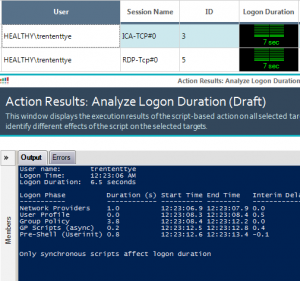 User Session Name ID Logon Duration
HEALTHY\trententtye ICA-TCP#0 3 7 sec
HEALTHY\trententtye RDP-Tcp#0 5 7 sec
Action Results: Analyze Logon Duration
Action Results: Analyze Logon Duration (Draft)
This window displays the execution results of the script-based action on all selected targe
identify different effects of the script on the selected targets.
» Output Errors
Members
User name: trententtye
Logon Time: 12:23:06 AM
Logon Duration: 6.5 seconds
Logon Phase Duration (s) Start Time End Time Interim Dela
Network Providers 1.0 12:23:06.9 12:23:07.9 0.0
User Profile 0.0 12:23:08.3 12:23:08.4 0.5
Group Policy 3.8 12:23:08.4 12:23:12.2 0.0
GP Scripts (async) 0.2 12:23:12.5 12:23:12.8 0.4
Pre-Shell (Userinit) 0.8 12:23:12.6 12:23:13.4 -0.1
Only synchronous scripts affect logon duration